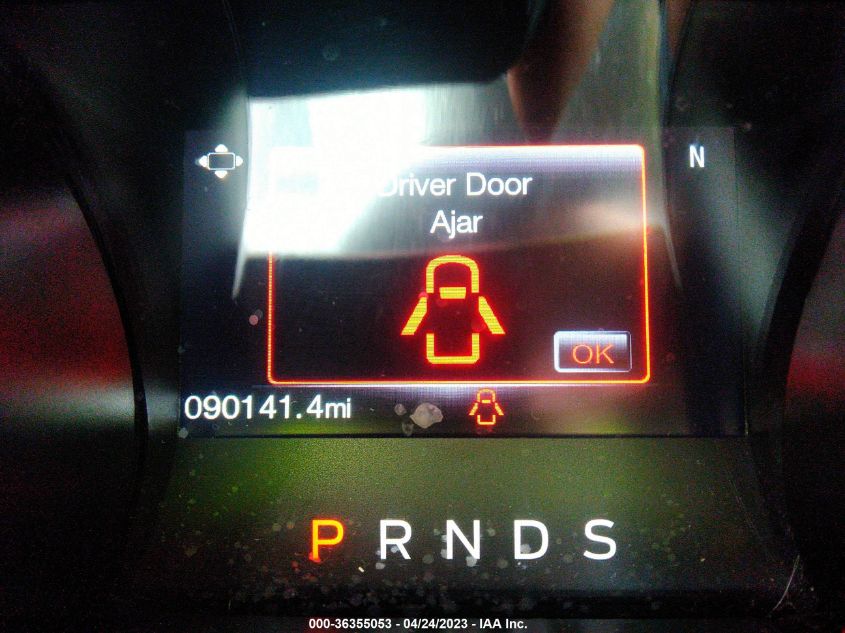 N
Driver Door
Ajar
OK
090141.4mi
P R N D S
000-36355053 - 04/24/2023 - IAA Inc.